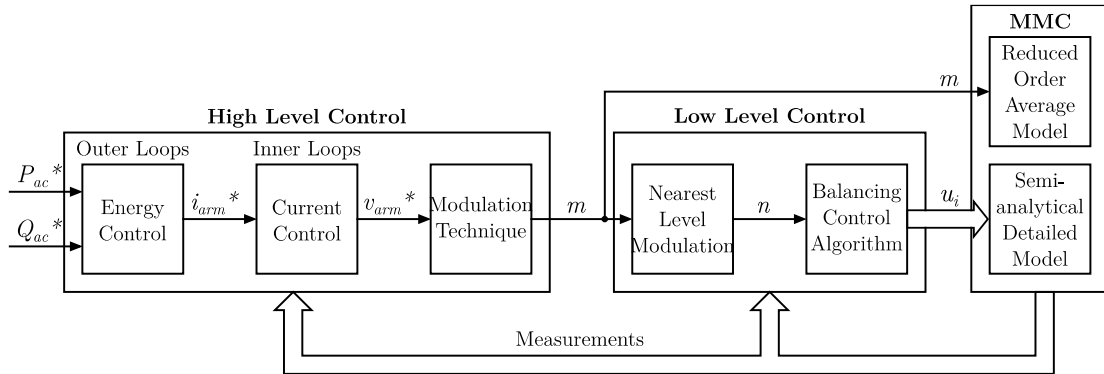 MMC
Reduced
Order
Average
Model
m
High Level Control
Low Level Control
Outer Loops
Inner Loops
P_ac*
Q_ac*
Energy
Control
i_arm*
Current
Control
v_arm*
Modulation
Technique
m
Nearest
Level
Modulation
n
Balancing
Control
Algorithm
u_i
Semi-
analytical
Detailed
Model
Measurements